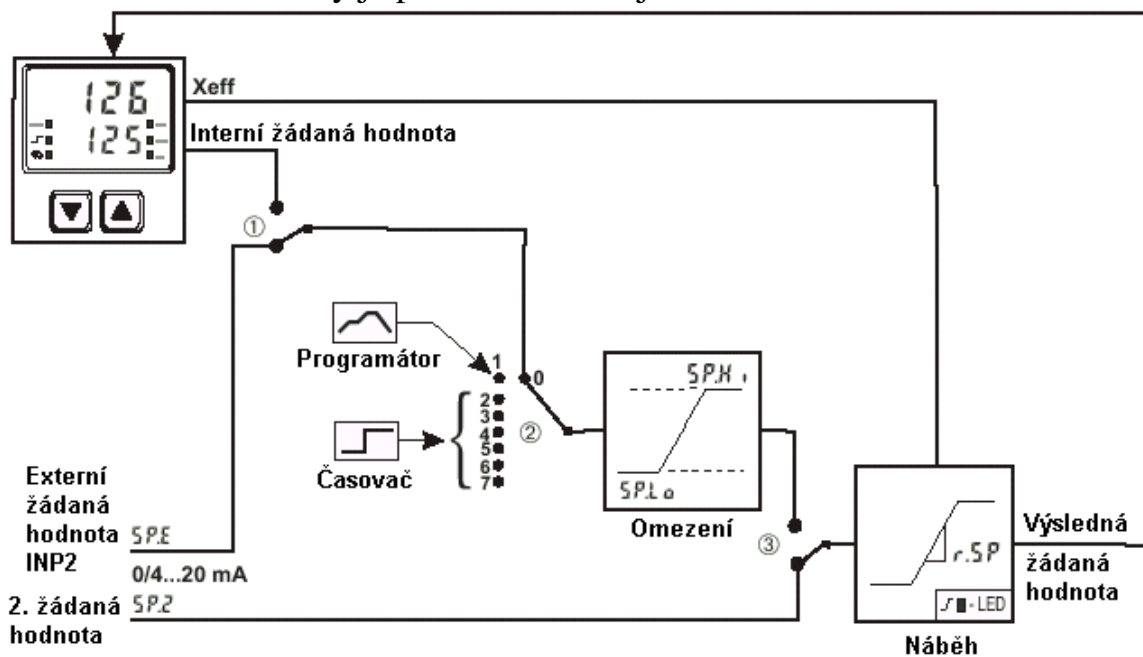 126
125
Xeff
Interní žádaná hodnota
①
Programátor
1
0
2
3
4
5
6
7
②
Časovač
SP.Hi
SP.Lo
Omezení
Externí
žádaná
hodnota SP.E
INP2
0/4...20 mA
2. žádaná SP.2
hodnota
③
r.SP
LED
Náběh
Výsledná
žádaná
hodnota